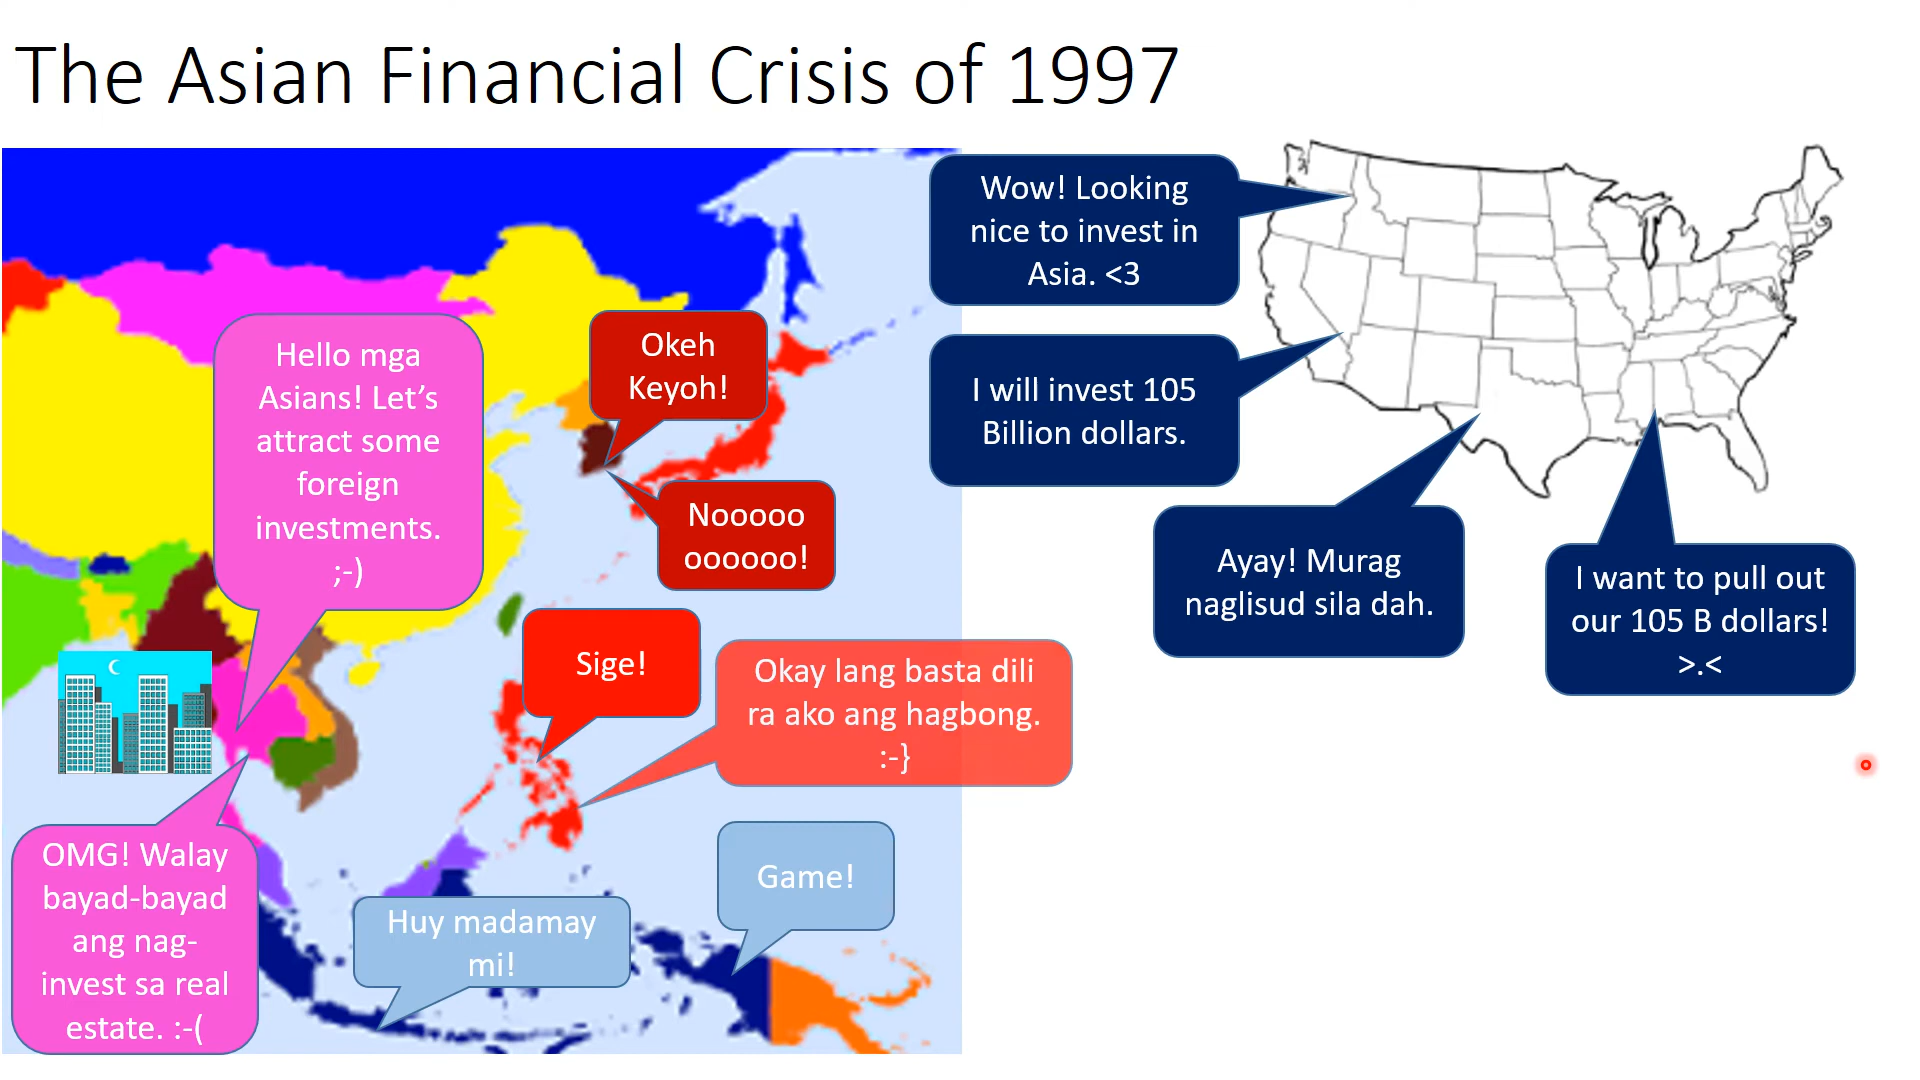 The Asian Financial Crisis of 1997
Hello mga
Asians! Let’s
attract some
foreign
investments.
;-)
Okeh
Keyoh!
Nooooo
oooooo!
Sige!
Okay lang basta dili
ra ako ang hagbong.
:-}
Game!
Huy madamay
mi!
OMG! Walay
bayad-bayad
ang nag-
invest sa real
estate. :-(
Wow! Looking
nice to invest in
Asia. <3
I will invest 105
Billion dollars.
Ayay! Murag
naglisud sila dah.
I want to pull out
our 105 B dollars!
>.<